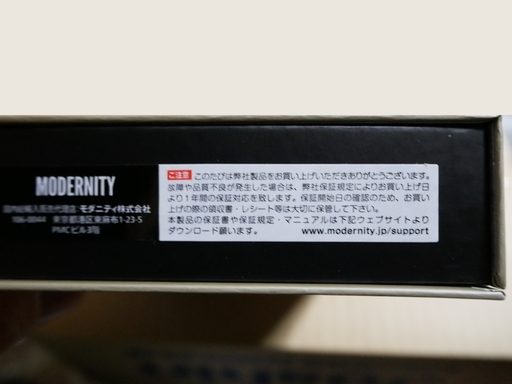 MODERNITY
国内総輸入販売代理店 モダニティ株式会社
106-0044 東京都港区東麻布1-23-5
PMCビル3階
ご注意 このたびは弊社製品をお買い上げいただきありがとうございます。
故障や品質不良が発生した場合は、弊社保証規定によりお買い上げ日
より1年間の保証対応を致します。保証開始日の確認のため、お買い
上げの際の領収書・レシート等は大切に保管して下さい。
本製品の保証書や保証規定・マニュアルは下記ウェブサイトより
ダウンロード願います。 www.modernity.jp/support